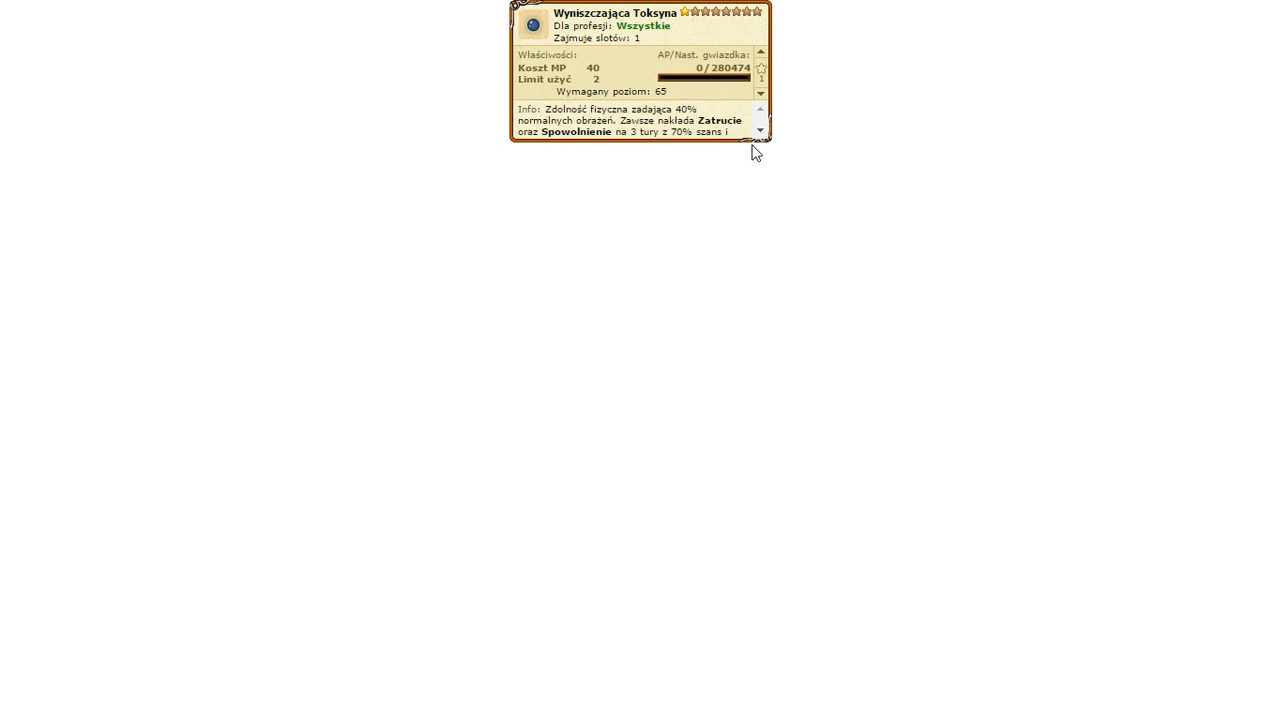 Wyniszczająca Toksyna
Dla profesji: Wszystkie
Zajmuje slotów: 1
Właściwości: AP/Nast. gwiazdka:
Koszt MP 40 0/280474
Limit użyć 2 1
Wymagany poziom: 65
Info: Zdolność fizyczna zadająca 40%
normalnych obrażeń. Zawsze nakłada Zatrucie
oraz Spowolnienie na 3 tury z 70% szans i